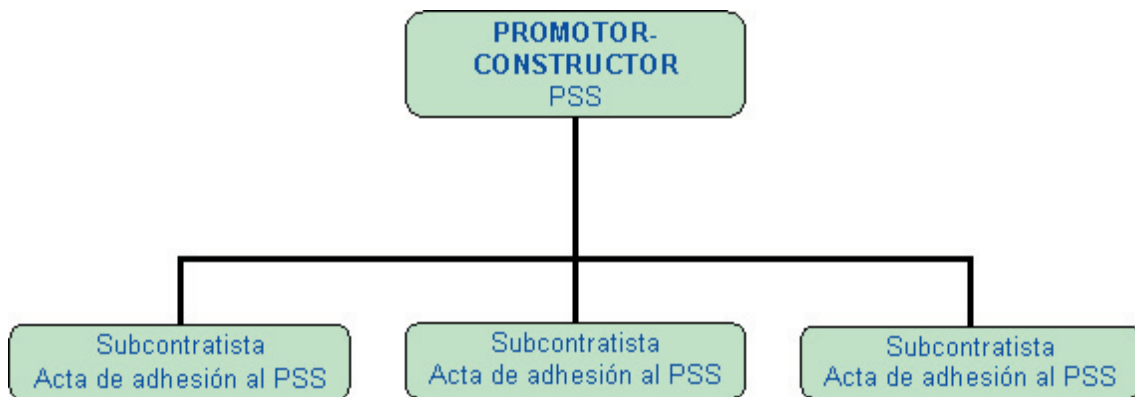 PROMOTOR-
CONSTRUCTOR
PSS
Subcontratista
Acta de adhesión al PSS
Subcontratista
Acta de adhesión al PSS
Subcontratista
Acta de adhesión al PSS